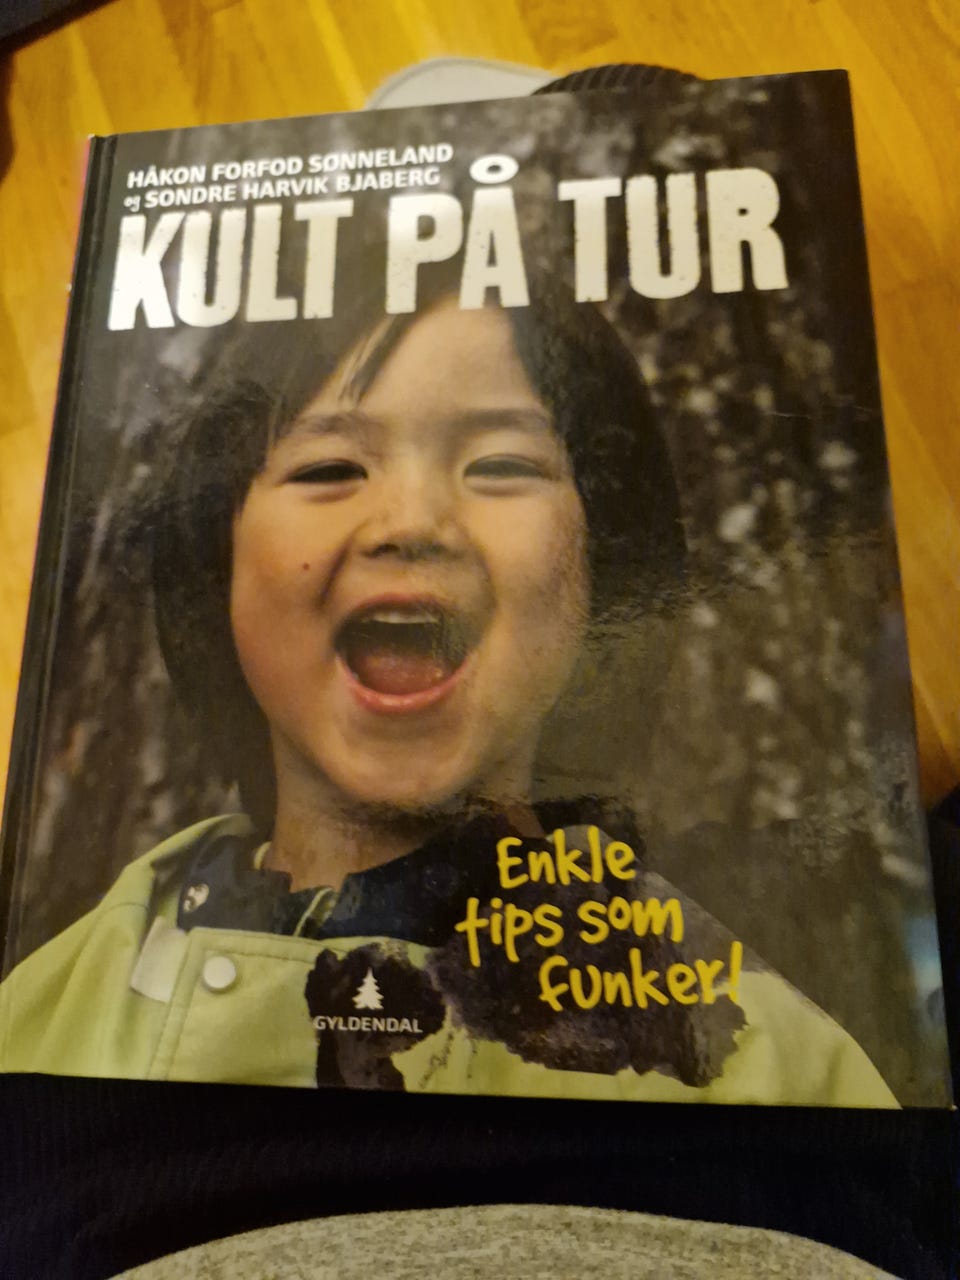 HÅKON FORFOD SØNNELAND
og SONDRE HARVIK BJABERG
KULT PÅ TUR
Enkle
tips som
funker!
GYLDENDAL